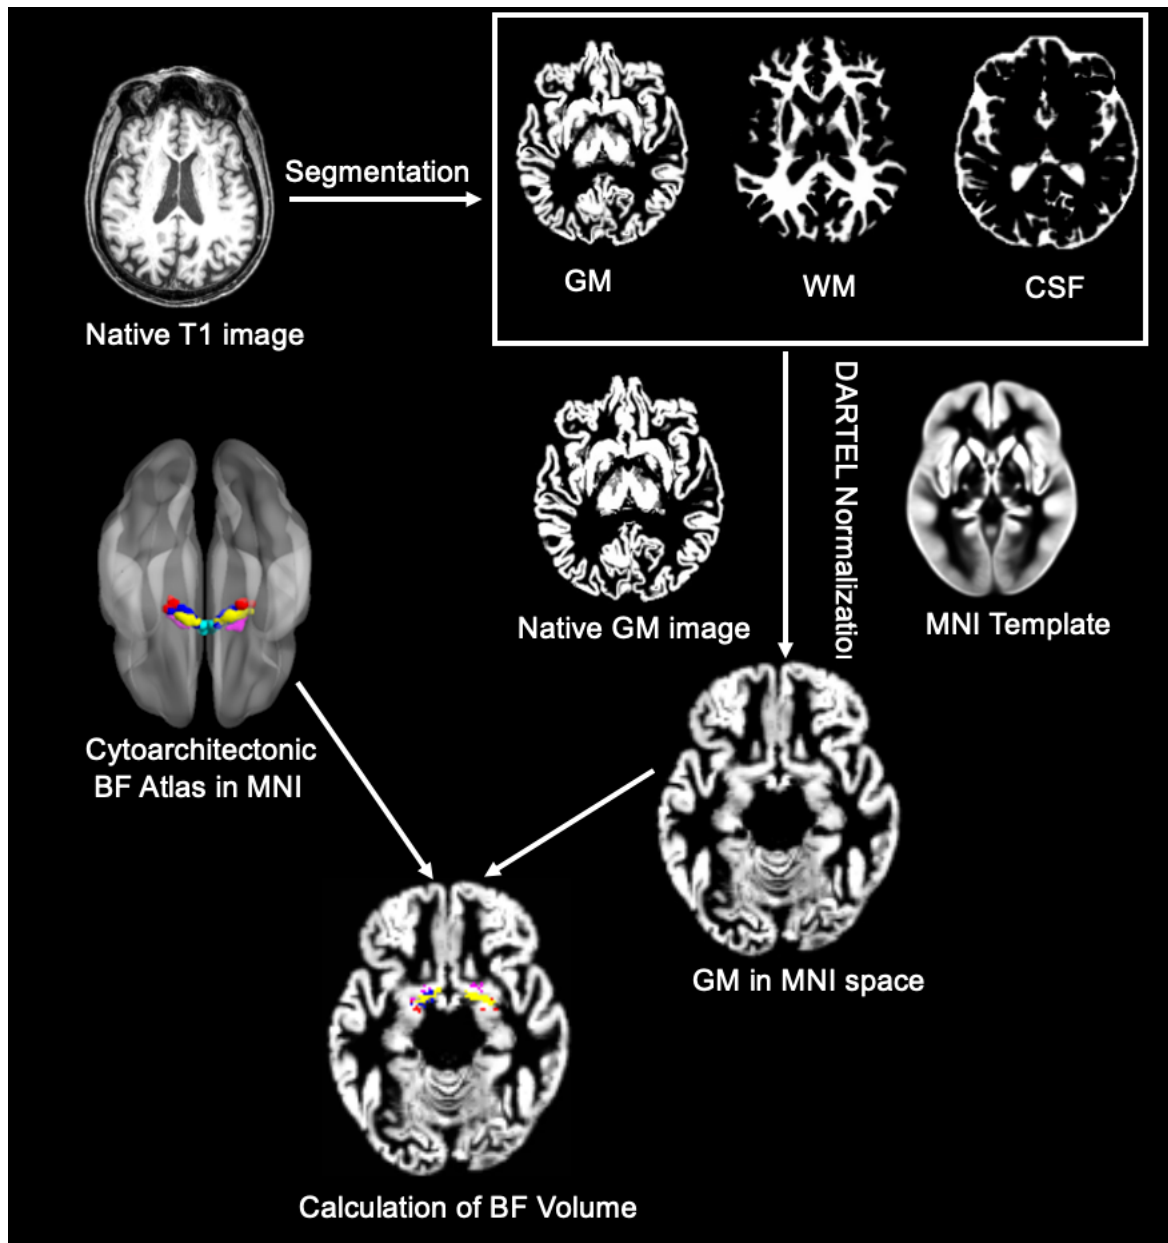 Segmentation
GM
WM
CSF
Native T1 image
DARTEL Normalization
Native GM image
MNI Template
Cytoarchitectonic
BF Atlas in MNI
GM in MNI space
Calculation of BF Volume